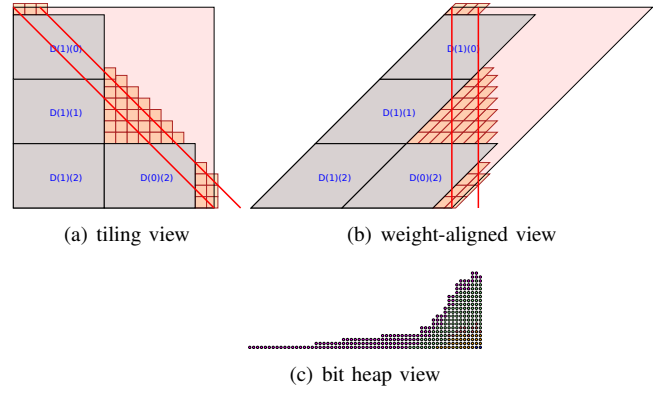 D(1)(0)
D(1)(1)
D(1)(2) D(0)(2)
D(1)(0)
D(1)(1)
D(1)(2) D(0)(2)
(a) tiling view
(b) weight-aligned view
(c) bit heap view